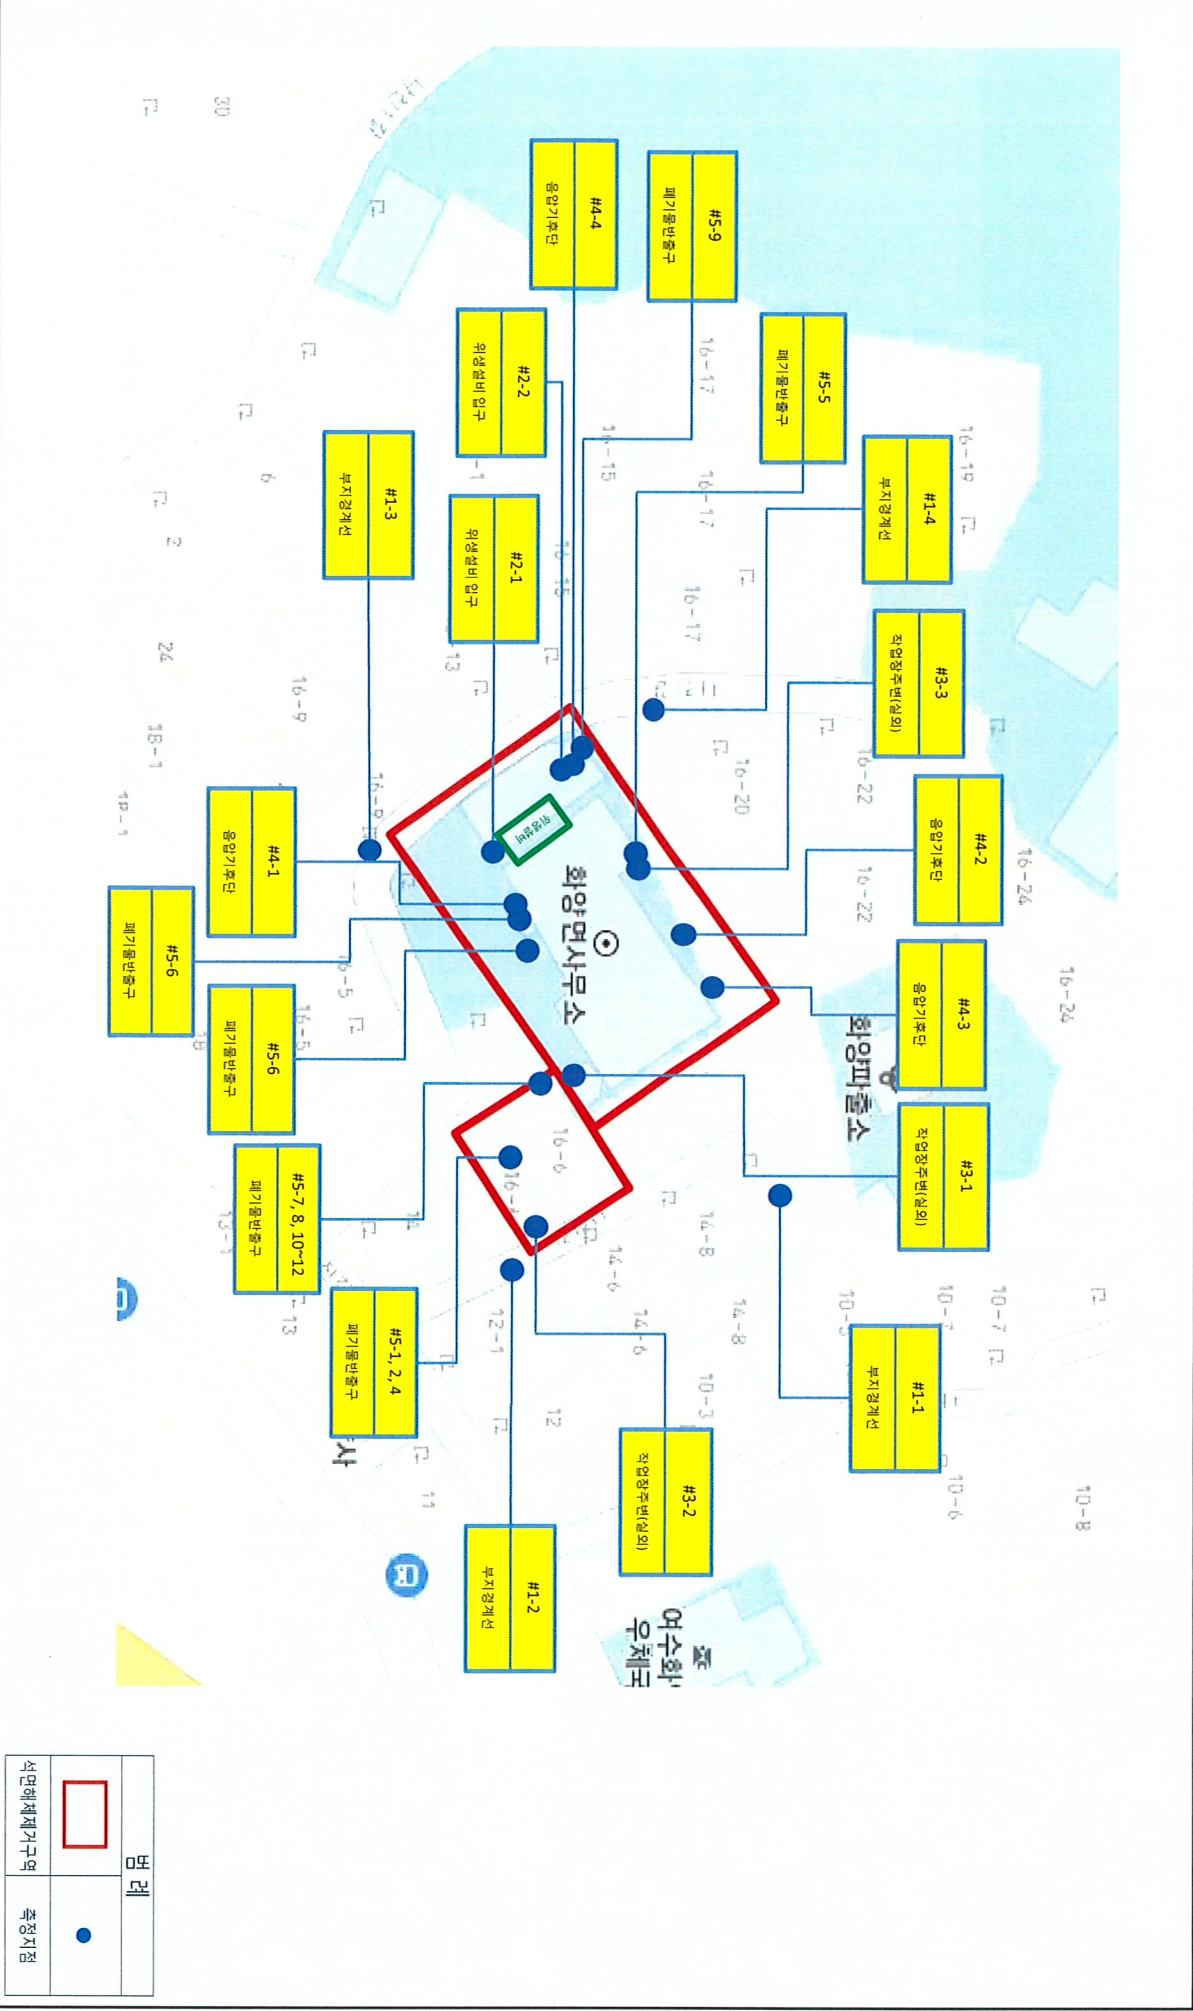 16-24
10-8
16-24
10-7
16-19
#4-2
음압기후단
#4-3
음압기후단
#3-1
작업장주변(실외)
10-6
#3-3
작업장주변(실외)
#1-4
부지경계선
#1-1
부지경계선
16-22
16-22
화양파출소
#5-5
폐기물반출구
16-20
14-8
#5-9
폐기물반출구
16-17
16-17
14-8
10-3
16-17
#3-2
작업장주변(실외)
여수화
우체국
14-6
#4-4
음압기후단
16-15
14-6
화양면사무소
위생설비
16-6
12
#2-2
위생설비 입구
#2-1
위생설비 입구
#1-2
부지경계선
12-1
13
14
11
#1-3
부지경계선
#5-1, 2, 4
폐기물반출구
사
16-5
16-9
16-5
#5-7, 8, 10~12
폐기물반출구
13
6
#4-1
음압기후단
#5-6
폐기물반출구
30
18
2
24
18-1
#5-6
폐기물반출구
18-1
범 례
석면해체제거구역
측정지점